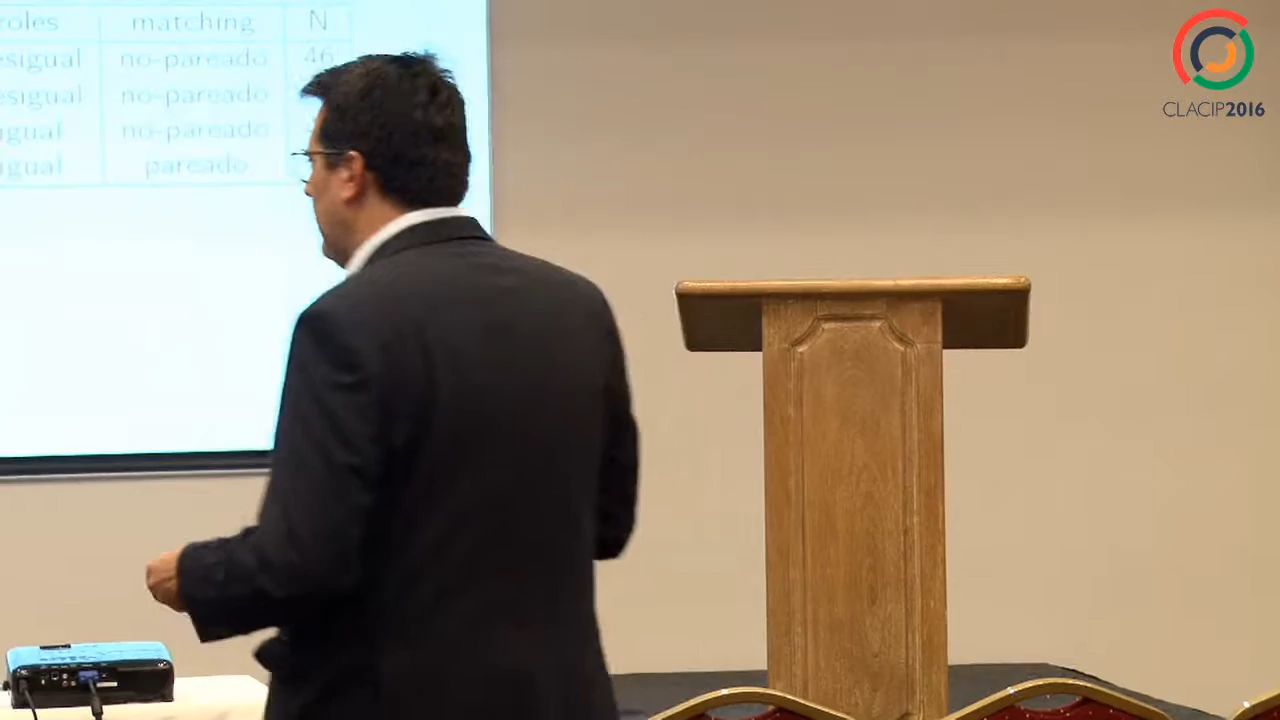 roles matching N
esigual no-pareado 46
esigual no-pareado
igual no-pareado
igual pareado
CLACIP2016